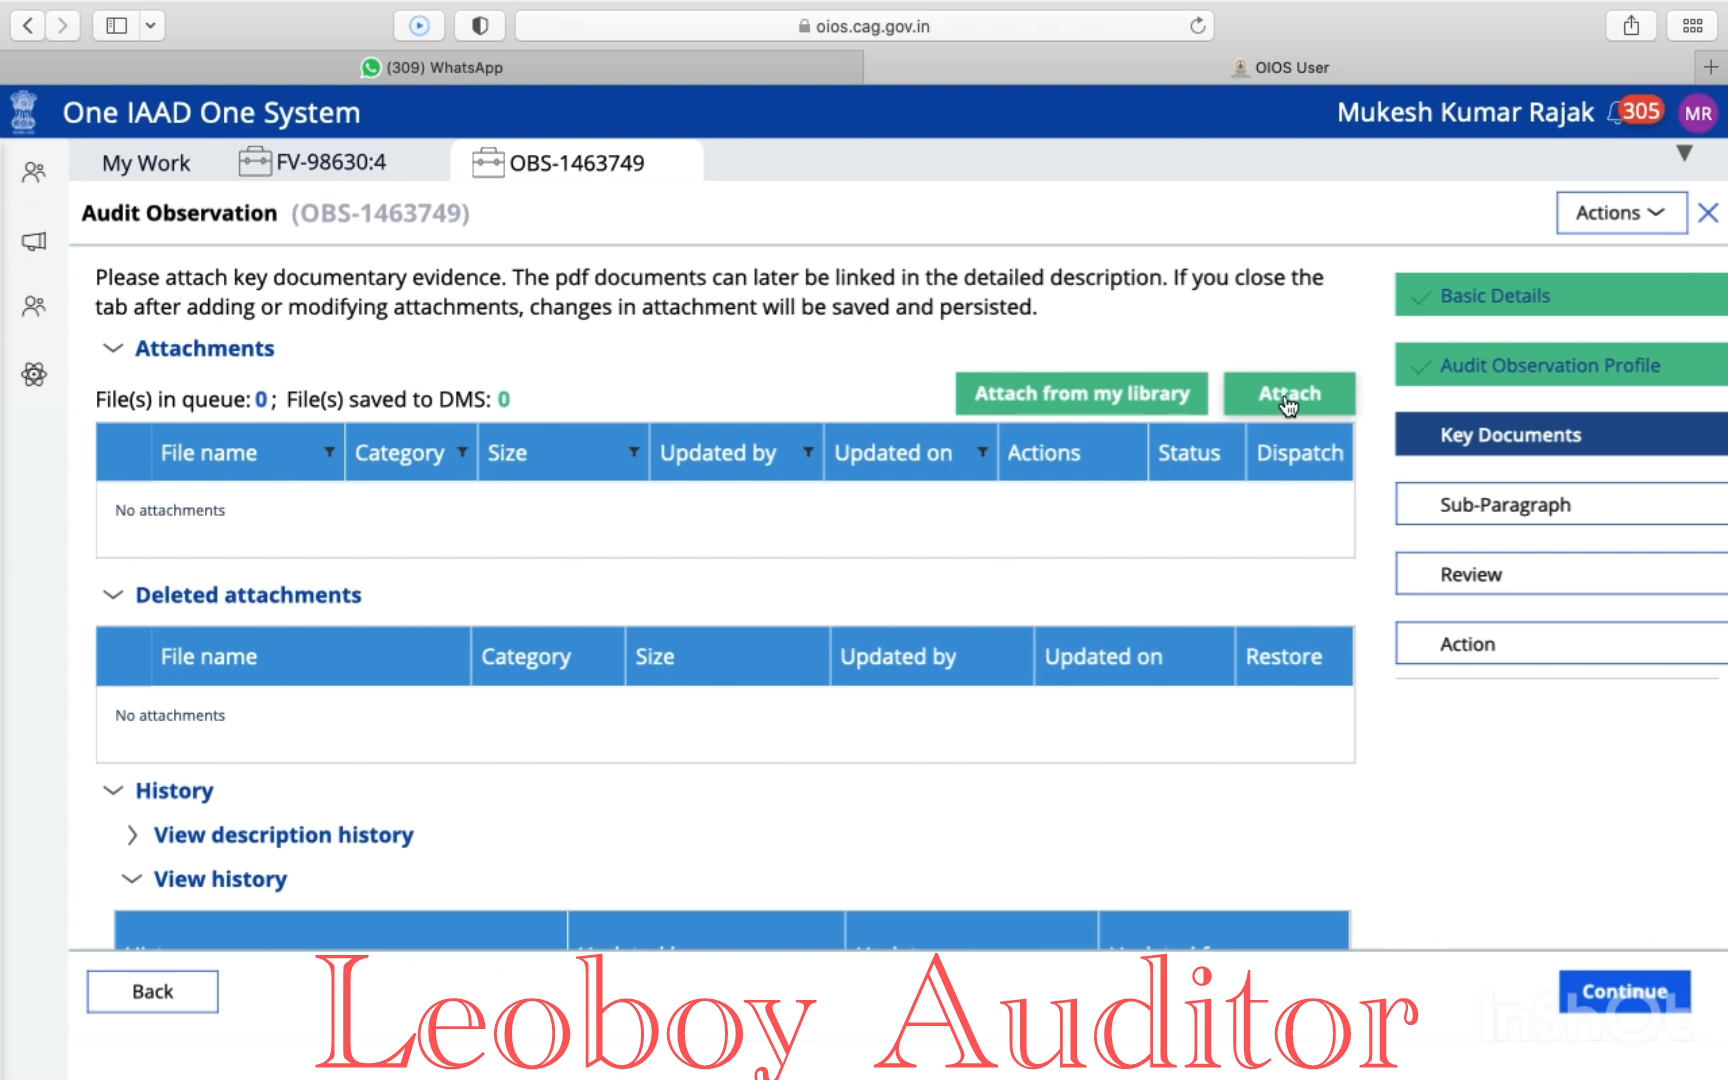 oios.cag.gov.in
(309) WhatsApp
OIOS User
One IAAD One System
Mukesh Kumar Rajak
305
MR
My Work
FV-98630:4
OBS-1463749
Audit Observation (OBS-1463749)
Actions
Please attach key documentary evidence. The pdf documents can later be linked in the detailed description. If you close the
tab after adding or modifying attachments, changes in attachment will be saved and persisted.
Attachments
File(s) in queue: 0 ; File(s) saved to DMS: 0
Attach from my library
Attach
File name Category Size Updated by Updated on Actions Status Dispatch
No attachments
Deleted attachments
File name Category Size Updated by Updated on Restore
No attachments
History
View description history
View history
Basic Details
Audit Observation Profile
Key Documents
Sub-Paragraph
Review
Action
Back
Continue
InShOt
Leoboy Auditor